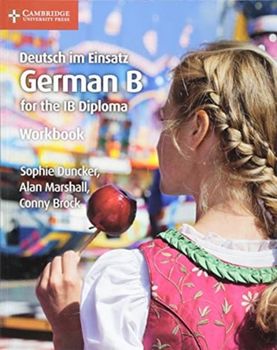 CAMBRIDGE
UNIVERSITY PRESS
Deutsch im Einsatz
German B
for the IB Diploma
Workbook
Sophie Duncker,
Alan Marshall,
Conny Brock